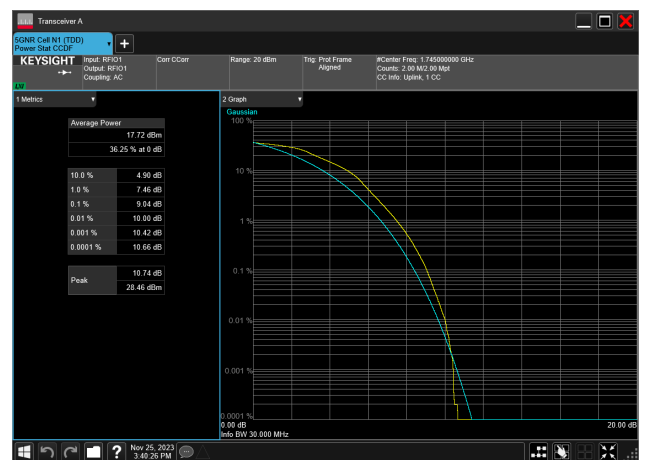 Transceiver A
5GNR Cell N1 (TDD)
Power Stat CCDF
KEYSIGHT
Input: RFIO1
Output: RFIO1
Coupling: AC
Corr CCorr
Range: 20 dBm
Trig: Prot Frame
Aligned
#Center Freq: 1.745000000 GHz
Counts: 2.00 M/2.00 Mpt
CC Info: Uplink, 1 CC
LV
1 Metrics
Average Power
17.72 dBm
36.25 % at 0 dB
10.0 % 4.90 dB
1.0 % 7.46 dB
0.1 % 9.04 dB
0.01 % 10.00 dB
0.001 % 10.42 dB
0.0001 % 10.66 dB
Peak
10.74 dB
28.46 dBm
2 Graph
Gaussian
100 %
10 %
1 %
0.1 %
0.01 %
0.001 %
0.0001 %
0.00 dB
20.00 dB
Info BW 30.000 MHz
?
Nov 25, 2023
3:40:26 PM